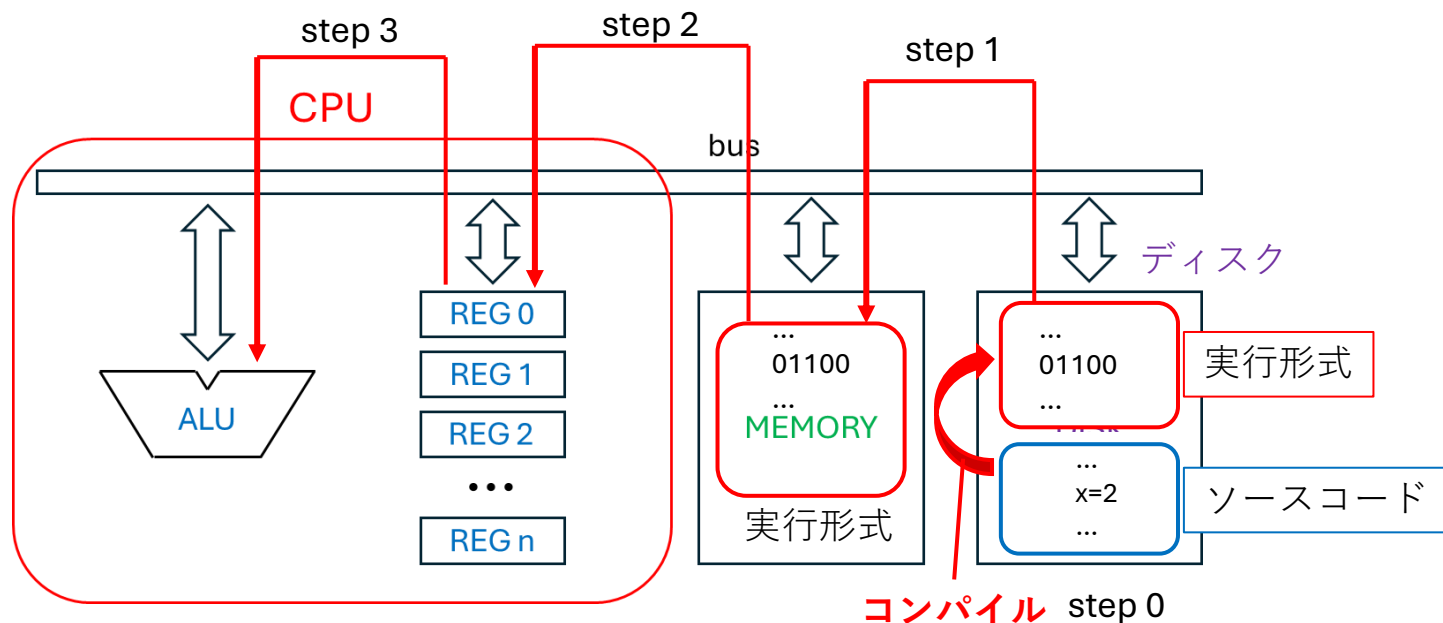 step 3
step 2
step 1
CPU
bus
ディスク
REG 0
REG 1
REG 2
...
REG n
ALU
...
01100
...
MEMORY
実行形式
...
01100
...
実行形式
...
x=2
...
ソースコード
コンパイル step 0